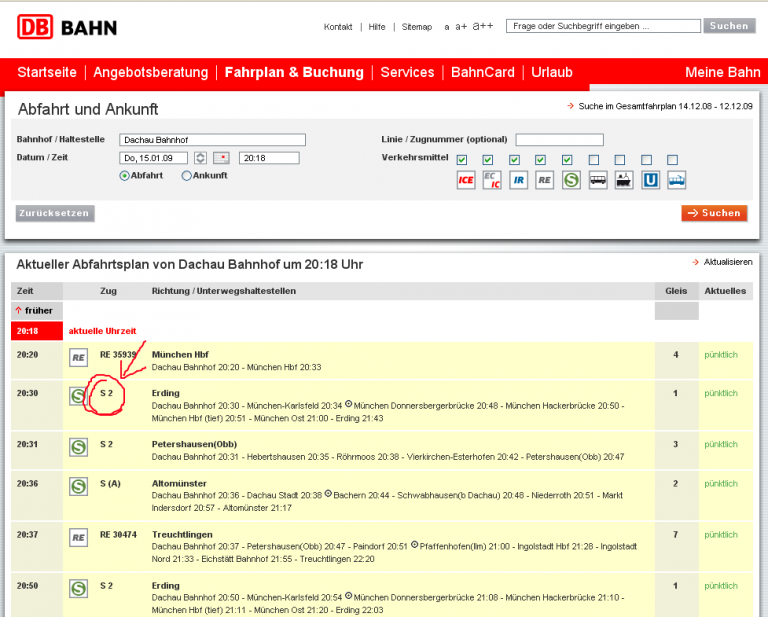 DB BAHN
Kontakt | Hilfe | Sitemap a a+ a++ Frage oder Suchbegriff eingeben ... Suchen
Startseite | Angebotsberatung | Fahrplan & Buchung | Services | BahnCard | Urlaub Meine Bahn
Abfahrt und Ankunft
Suche im Gesamtfahrplan 14.12.08 - 12.12.09
Bahnhof / Haltestelle Dachau Bahnhof Linie / Zugnummer (optional)
Datum / Zeit Do, 15.01.09 20:18 Verkehrsmittel
Abfahrt Ankunft ICE EC IC IR RE S U
Zurücksetzen Suchen
Aktueller Abfahrtsplan von Dachau Bahnhof um 20:18 Uhr Aktualisieren
Zeit Zug Richtung / Unterwegshaltestellen Gleis Aktuelles
früher
20:18 aktuelle Uhrzeit
20:20 RE RE 35939 München Hbf 4 pünktlich
Dachau Bahnhof 20:20 - München Hbf 20:33
20:30 S S 2 Erding 1 pünktlich
Dachau Bahnhof 20:30 - München-Karlsfeld 20:34 München Donnersbergerbrücke 20:48 - München Hackerbrücke 20:50 -
München Hbf (tief) 20:51 - München Ost 21:00 - Erding 21:43
20:31 S S 2 Petershausen(Obb) 3 pünktlich
Dachau Bahnhof 20:31 - Hebertshausen 20:35 - Röhrmoos 20:38 - Vierkirchen-Esterhofen 20:42 - Petershausen(Obb) 20:47
20:36 S S (A) Altomünster 2 pünktlich
Dachau Bahnhof 20:36 - Dachau Stadt 20:38 Bachern 20:44 - Schwabhausen(b Dachau) 20:48 - Niederroth 20:51 - Markt
Indersdorf 20:57 - Altomünster 21:17
20:37 RE RE 30474 Treuchtlingen 7 pünktlich
Dachau Bahnhof 20:37 - Petershausen(Obb) 20:47 - Paindorf 20:51 Pfaffenhofen(Ilm) 21:00 - Ingolstadt Hbf 21:28 - Ingolstadt
Nord 21:33 - Eichstätt Bahnhof 21:55 - Treuchtlingen 22:20
20:50 S S 2 Erding 1 pünktlich
Dachau Bahnhof 20:50 - München-Karlsfeld 20:54 München Donnersbergerbrücke 21:08 - München Hackerbrücke 21:10 -
München Hbf (tief) 21:11 - München Ost 21:20 - Erding 22:03